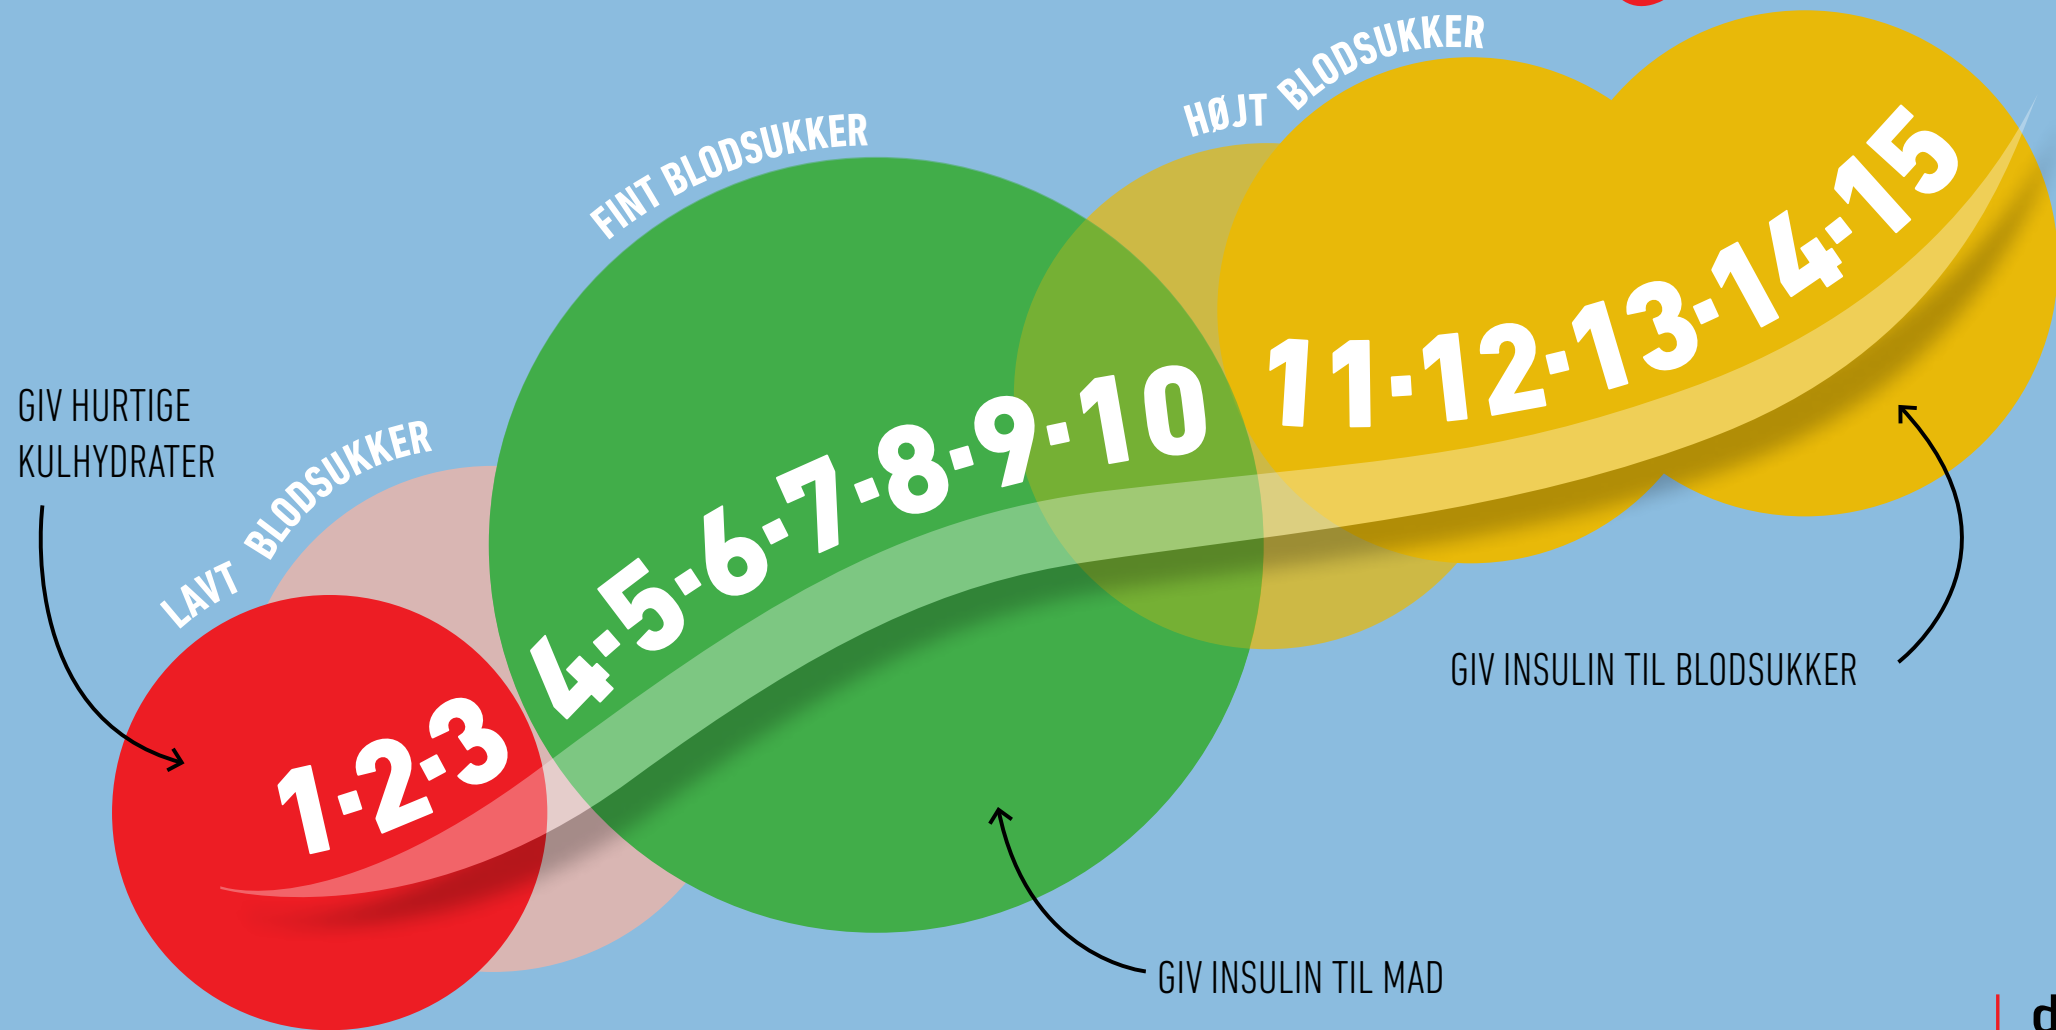 HØJT BLODSUKKER
FINT BLODSUKKER
11·12·13·14·15
4·5·6·7·8·9·10
GIV HURTIGE
KULHYDRATER
LAVT BLODSUKKER
1·2·3
GIV INSULIN TIL BLODSUKKER
GIV INSULIN TIL MAD